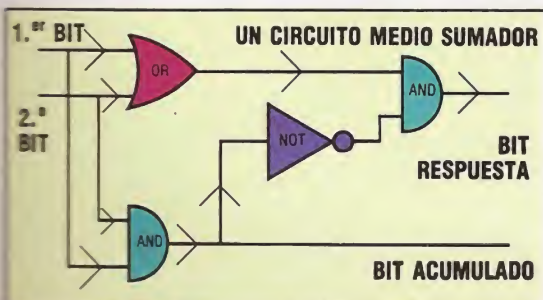 1.er BIT
UN CIRCUITO MEDIO SUMADOR
OR
AND
2.º
BIT
NOT
BIT
RESPUESTA
AND
BIT ACUMULADO